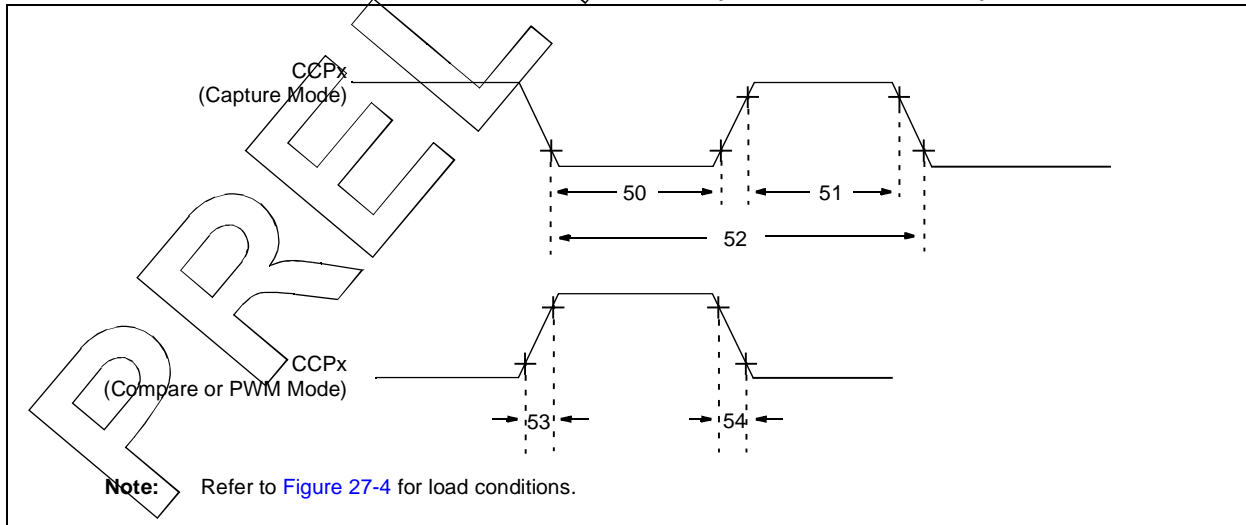 CCPx
(Capture Mode)
50
51
52
CCPx
(Compare or PWM Mode)
53
54
Note: Refer to Figure 27-4 for load conditions.
PREL